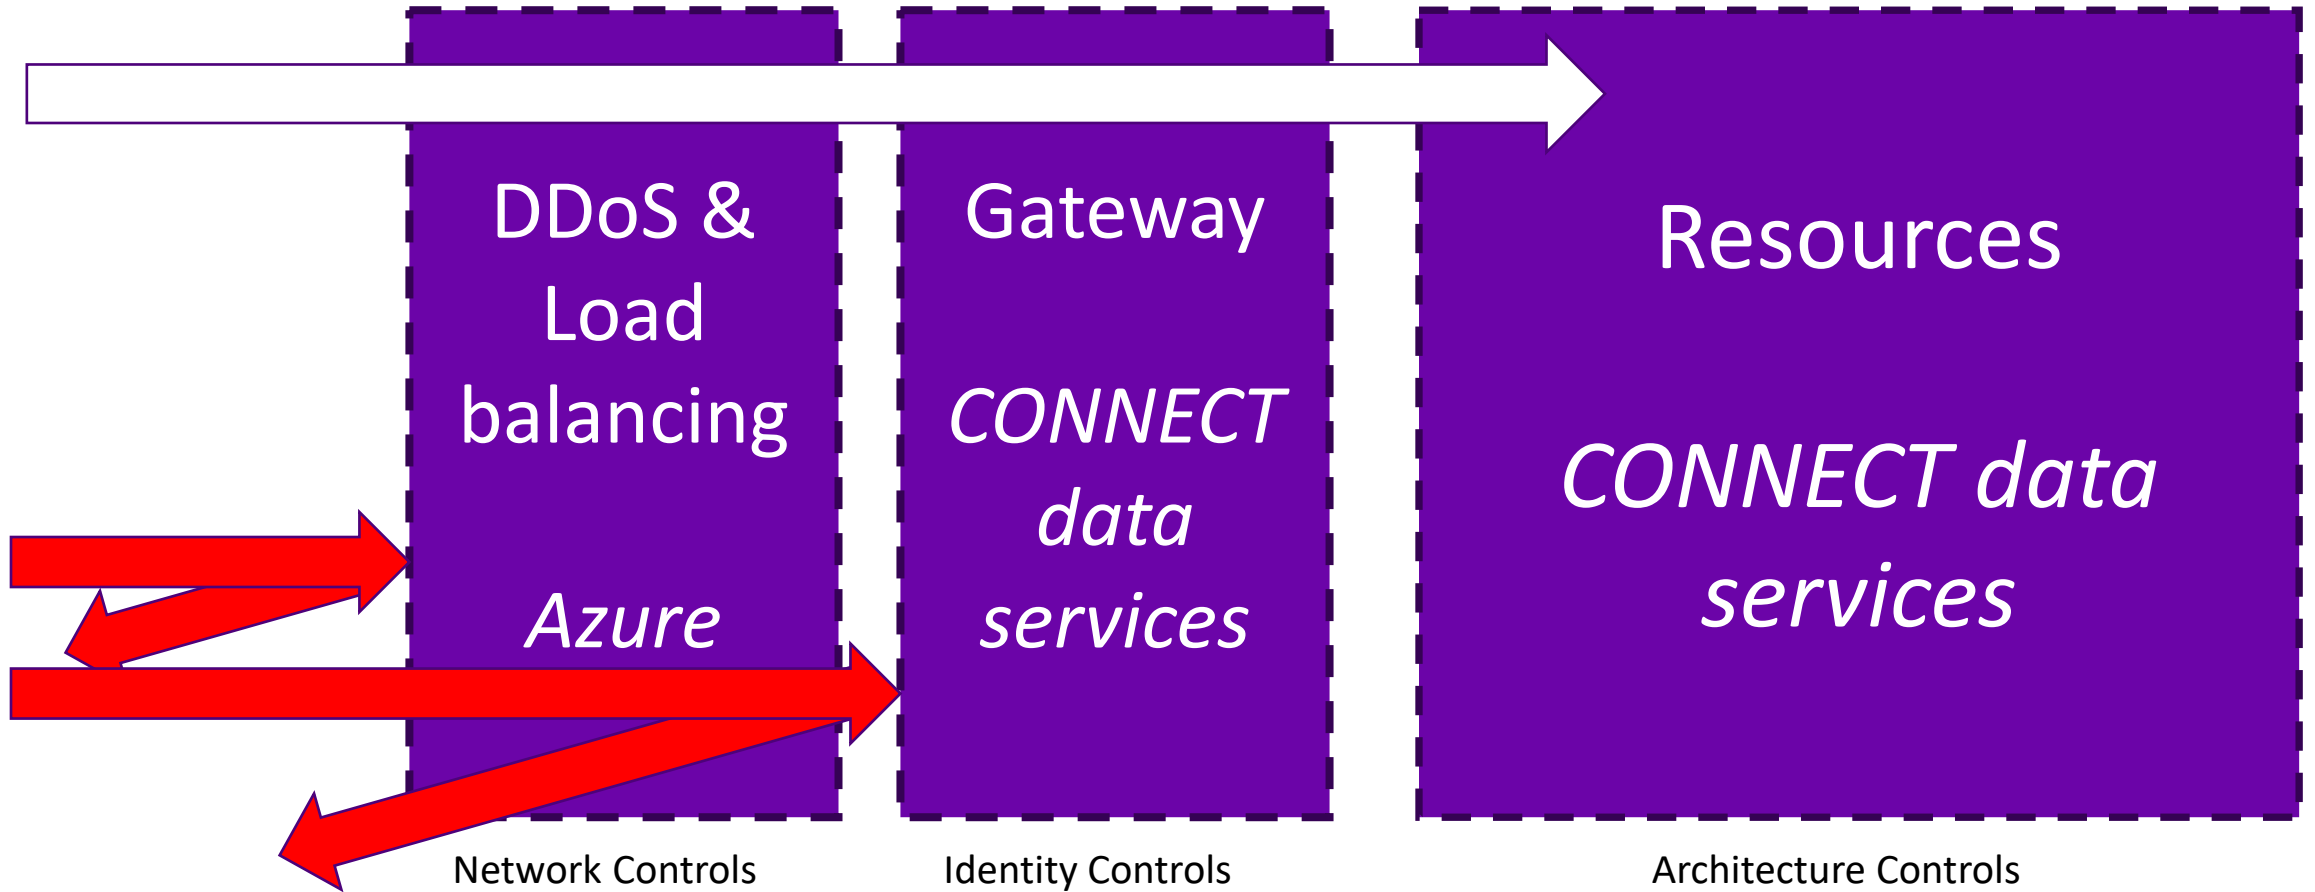 DDoS &
Load
balancing
Azure
Gateway
CONNECT
data
services
Resources
CONNECT data
services
Network Controls
Identity Controls
Architecture Controls